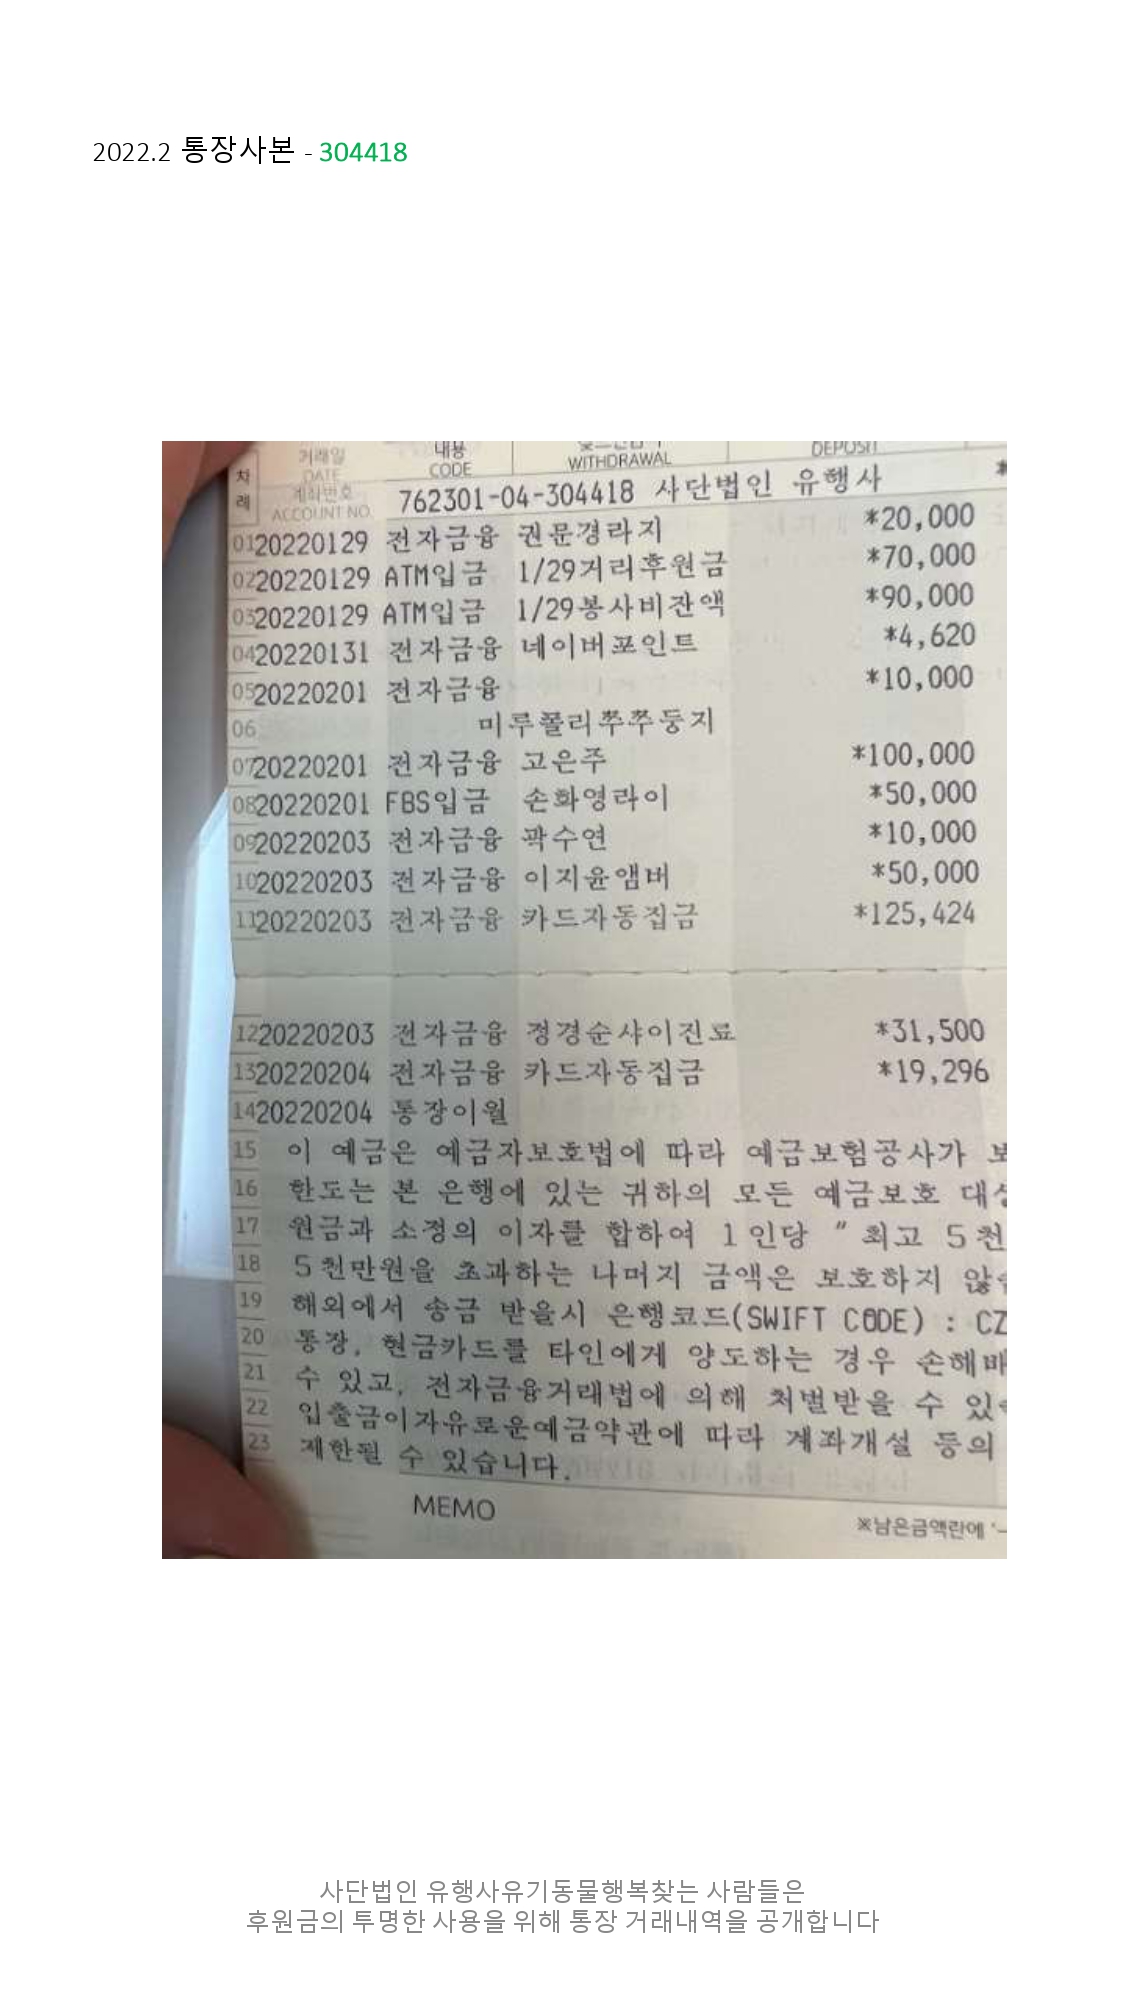 2022.2 통장사본 - 304418
거래일 내용
DATE CODE WITHDRAWAL DEPOSIT
차례 계좌번호
ACCOUNT NO. 762301-04-304418 사단법인 유행사 *
01 20220129 전자금융 권문경라지 *20,000
02 20220129 ATM입금 1/29거리후원금 *70,000
03 20220129 ATM입금 1/29봉사비잔액 *90,000
04 20220131 전자금융 네이버포인트 *4,620
05 20220201 전자금융 *10,000
06 미루폴리쭈쭈둥지
07 20220201 전자금융 고은주 *100,000
08 20220201 FBS입금 손화영라이 *50,000
09 20220203 전자금융 곽수연 *10,000
10 20220203 전자금융 이지윤앰버 *50,000
11 20220203 전자금융 카드자동집금 *125,424
12 20220203 전자금융 정경순샤이진료 *31,500
13 20220204 전자금융 카드자동집금 *19,296
14 20220204 통장이월
15 이 예금은 예금자보호법에 따라 예금보험공사가 보
16 한도는 본 은행에 있는 귀하의 모든 예금보호 대상
17 원금과 소정의 이자를 합하여 1인당 "최고 5천
18 5천만원을 초과하는 나머지 금액은 보호하지 않습
19 해외에서 송금 받을시 은행코드(SWIFT CODE) : CZ
20 통장, 현금카드를 타인에게 양도하는 경우 손해배
21 수 있고, 전자금융거래법에 의해 처벌받을 수 있습
22 입출금이자유로운예금약관에 따라 계좌개설 등의
23 제한될 수 있습니다.
MEMO
※남은금액란에 '-
사단법인 유행사유기동물행복찾는 사람들은
후원금의 투명한 사용을 위해 통장 거래내역을 공개합니다